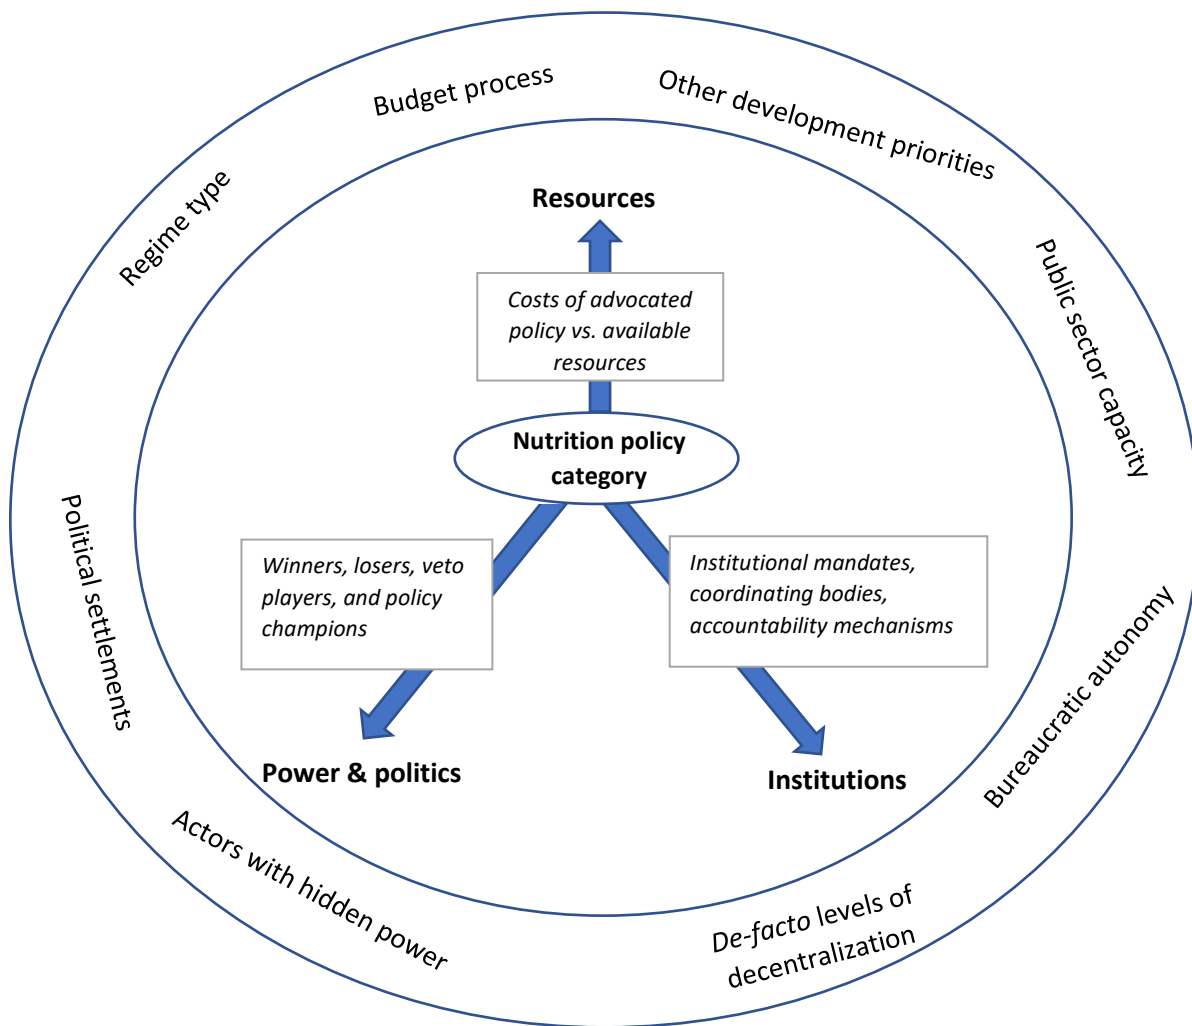 Budget process
Other development priorities
Regime type
Public sector capacity
Resources
Costs of advocated
policy vs. available
resources
Nutrition policy
category
Political settlements
Winners, losers, veto
players, and policy
champions
Institutional mandates,
coordinating bodies,
accountability mechanisms
Bureaucratic autonomy
Power & politics
Institutions
Actors with hidden power
De-facto levels of
decentralization